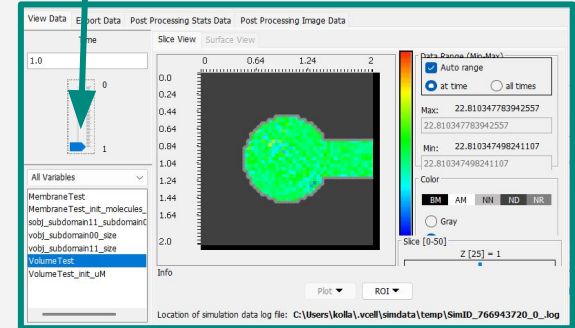 View Data Export Data Post Processing Stats Data Post Processing Image Data
Time
1.0
0
1
All Variables
MembraneTest
MembraneTest_init_molecules_
sobj_subdomain11_subdomain0
vobj_subdomain00_size
vobj_subdomain11_size
VolumeTest
VolumeTest_init_uM
Slice View Surface View
0 0.64 1.24 2
0.0
0.24
0.44
0.64
0.84
1.04
1.24
1.44
1.64
2.0
Data Range (Min-Max)
Auto range
at time all times
Max: 22.810347783942557
22.810347783942557
Min: 22.810347498241107
22.810347498241107
Color
BM AM NN ND NR
Gray
Slice [0-50]
Z [25] = 1
Info
Plot ROI
Location of simulation data log file: C:\Users\kolla\.vcell\simdata\temp\SimID_766943720_0_.log